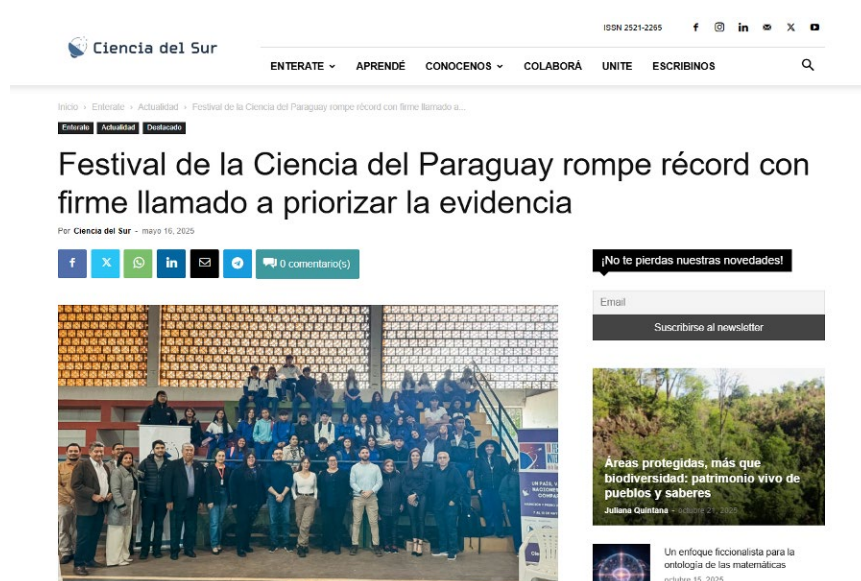 ISSN 2521-2265
Ciencia del Sur
ENTERATE APRENDÉ CONOCENOS COLABORÁ UNITE ESCRIBINOS
Inicio › Enterate › Actualidad › Festival de la Ciencia del Paraguay rompe récord con firme llamado a...
Enterate Actualidad Destacado
Festival de la Ciencia del Paraguay rompe récord con
firme llamado a priorizar la evidencia
Por Ciencia del Sur - mayo 16, 2025
0 comentario(s)
¡No te pierdas nuestras novedades!
Email
Suscribirse al newsletter
Áreas protegidas, más que
biodiversidad: patrimonio vivo de
pueblos y saberes
Juliana Quintana - octubre 21, 2025
Un enfoque ficcionalista para la
ontología de las matemáticas
octubre 15, 2025